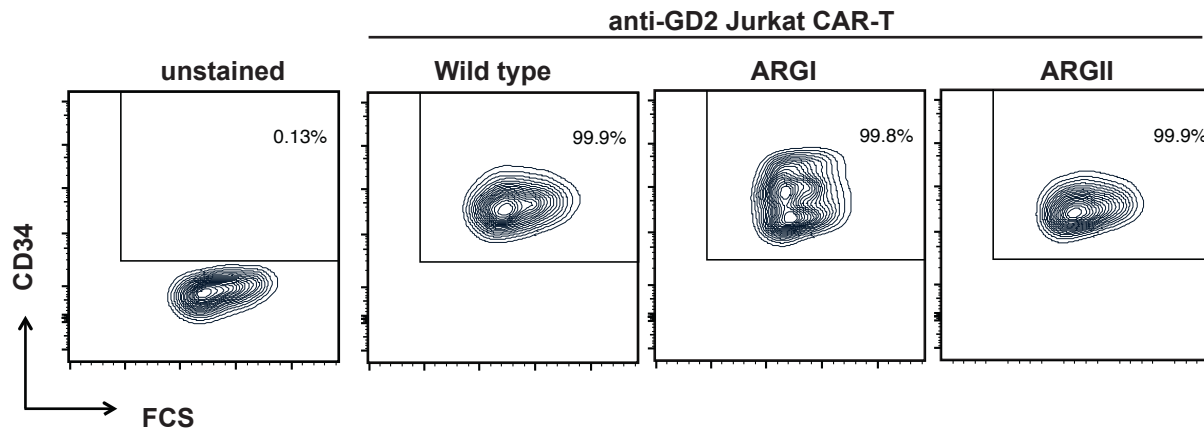 anti-GD2 Jurkat CAR-T
unstained
Wild type
ARGI
ARGII
0.13%
99.9%
99.8%
99.9%
CD34
FCS